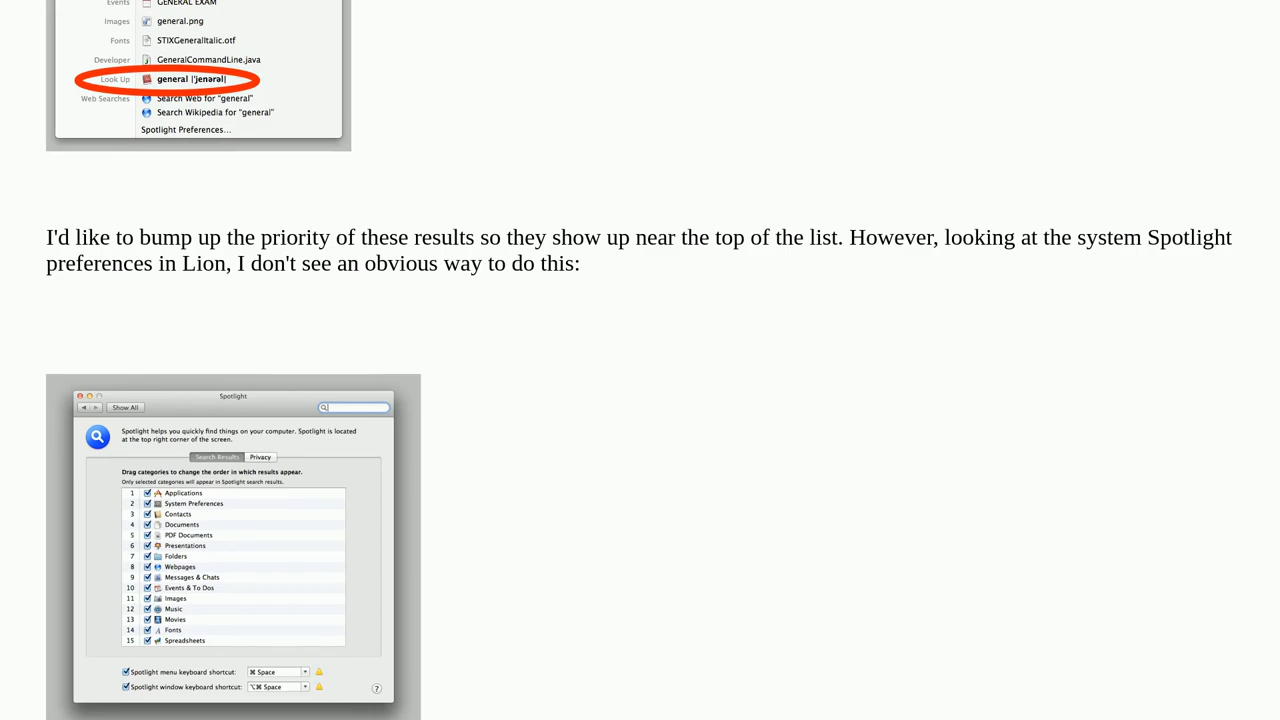 Events GENERAL EXAM
Images general.png
Fonts STIXGeneralItalic.otf
Developer GeneralCommandLine.java
Look Up general |ˈjenərəl|
Web Searches Search Web for "general"
Search Wikipedia for "general"
Spotlight Preferences...
I'd like to bump up the priority of these results so they show up near the top of the list. However, looking at the system Spotlight
preferences in Lion, I don't see an obvious way to do this:
Spotlight
Show All
Spotlight helps you quickly find things on your computer. Spotlight is located
at the top right corner of the screen.
Search Results Privacy
Drag categories to change the order in which results appear.
Only selected categories will appear in Spotlight search results.
1 Applications
2 System Preferences
3 Contacts
4 Documents
5 PDF Documents
6 Presentations
7 Folders
8 Webpages
9 Messages & Chats
10 Events & To Dos
11 Images
12 Music
13 Movies
14 Fonts
15 Spreadsheets
Spotlight menu keyboard shortcut: ⌘ Space
Spotlight window keyboard shortcut: ⌥⌘ Space
?